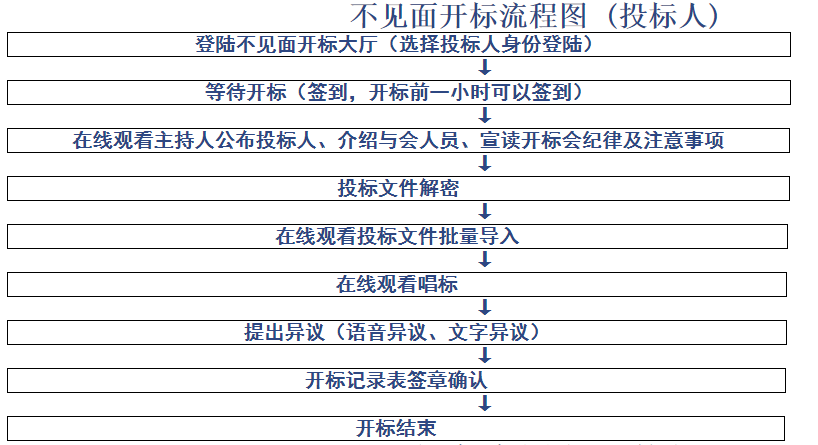 不见面开标流程图（投标人）
登陆不见面开标大厅（选择投标人身份登陆）
等待开标（签到，开标前一小时可以签到）
在线观看主持人公布投标人、介绍与会人员、宣读开标会纪律及注意事项
投标文件解密
在线观看投标文件批量导入
在线观看唱标
提出异议（语音异议、文字异议）
开标记录表签章确认
开标结束